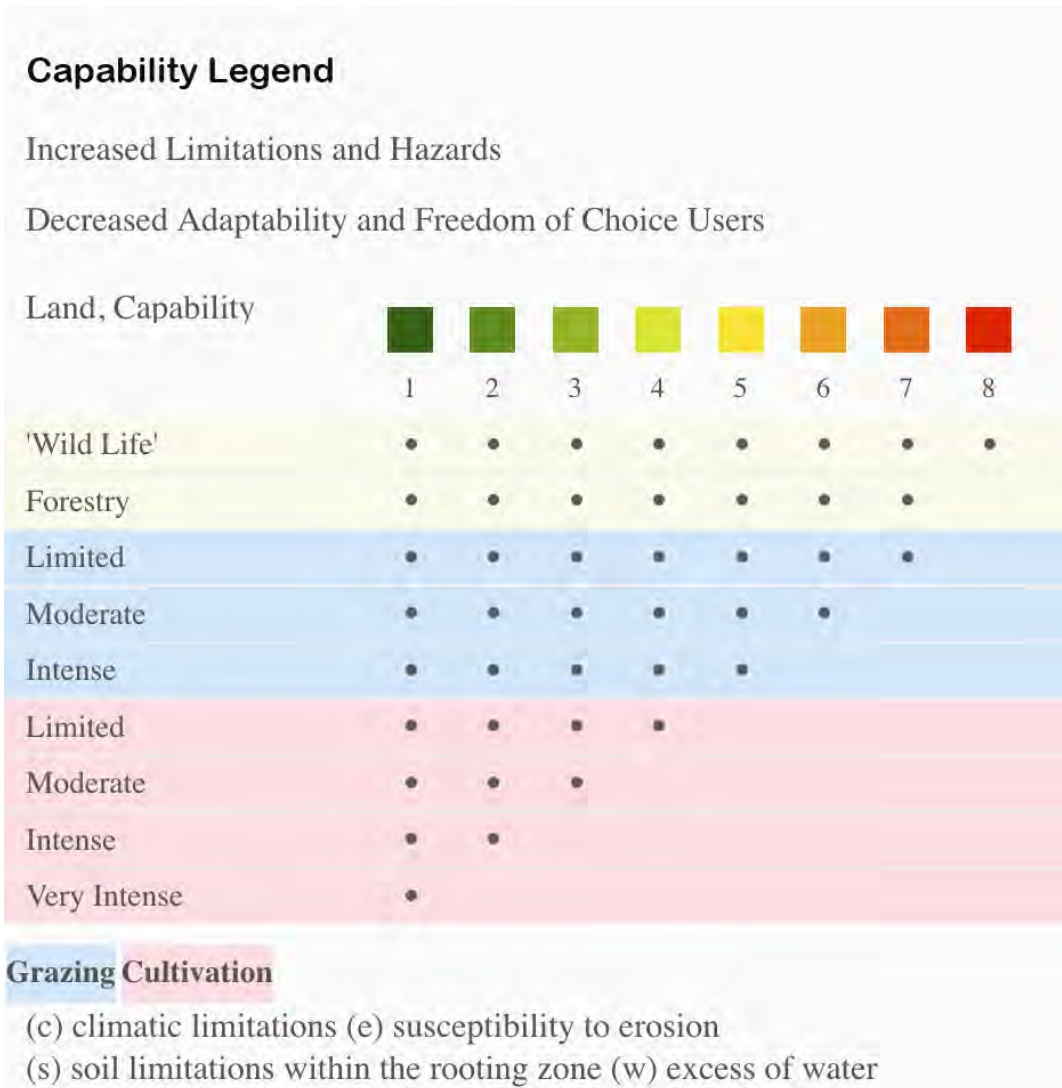 Capability Legend
Increased Limitations and Hazards
Decreased Adaptability and Freedom of Choice Users
Land, Capability
1 2 3 4 5 6 7 8
'Wild Life'
Forestry
Limited
Moderate
Intense
Limited
Moderate
Intense
Very Intense
Grazing Cultivation
(c) climatic limitations (e) susceptibility to erosion
(s) soil limitations within the rooting zone (w) excess of water